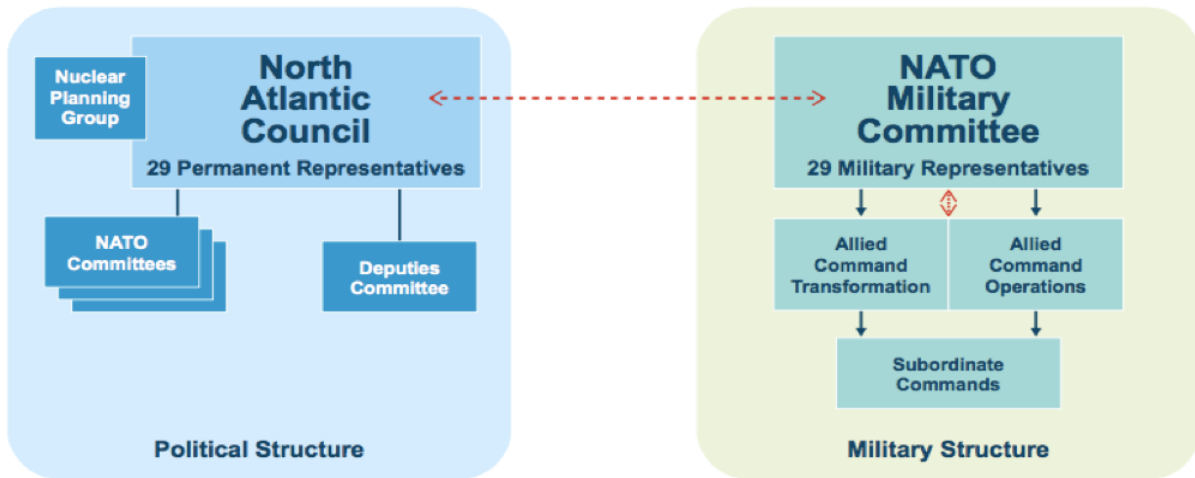 Nuclear
Planning
Group
North
Atlantic
Council
29 Permanent Representatives
NATO
Committees
Deputies
Committee
Political Structure
NATO
Military
Committee
29 Military Representatives
Allied
Command
Transformation
Allied
Command
Operations
Subordinate
Commands
Military Structure